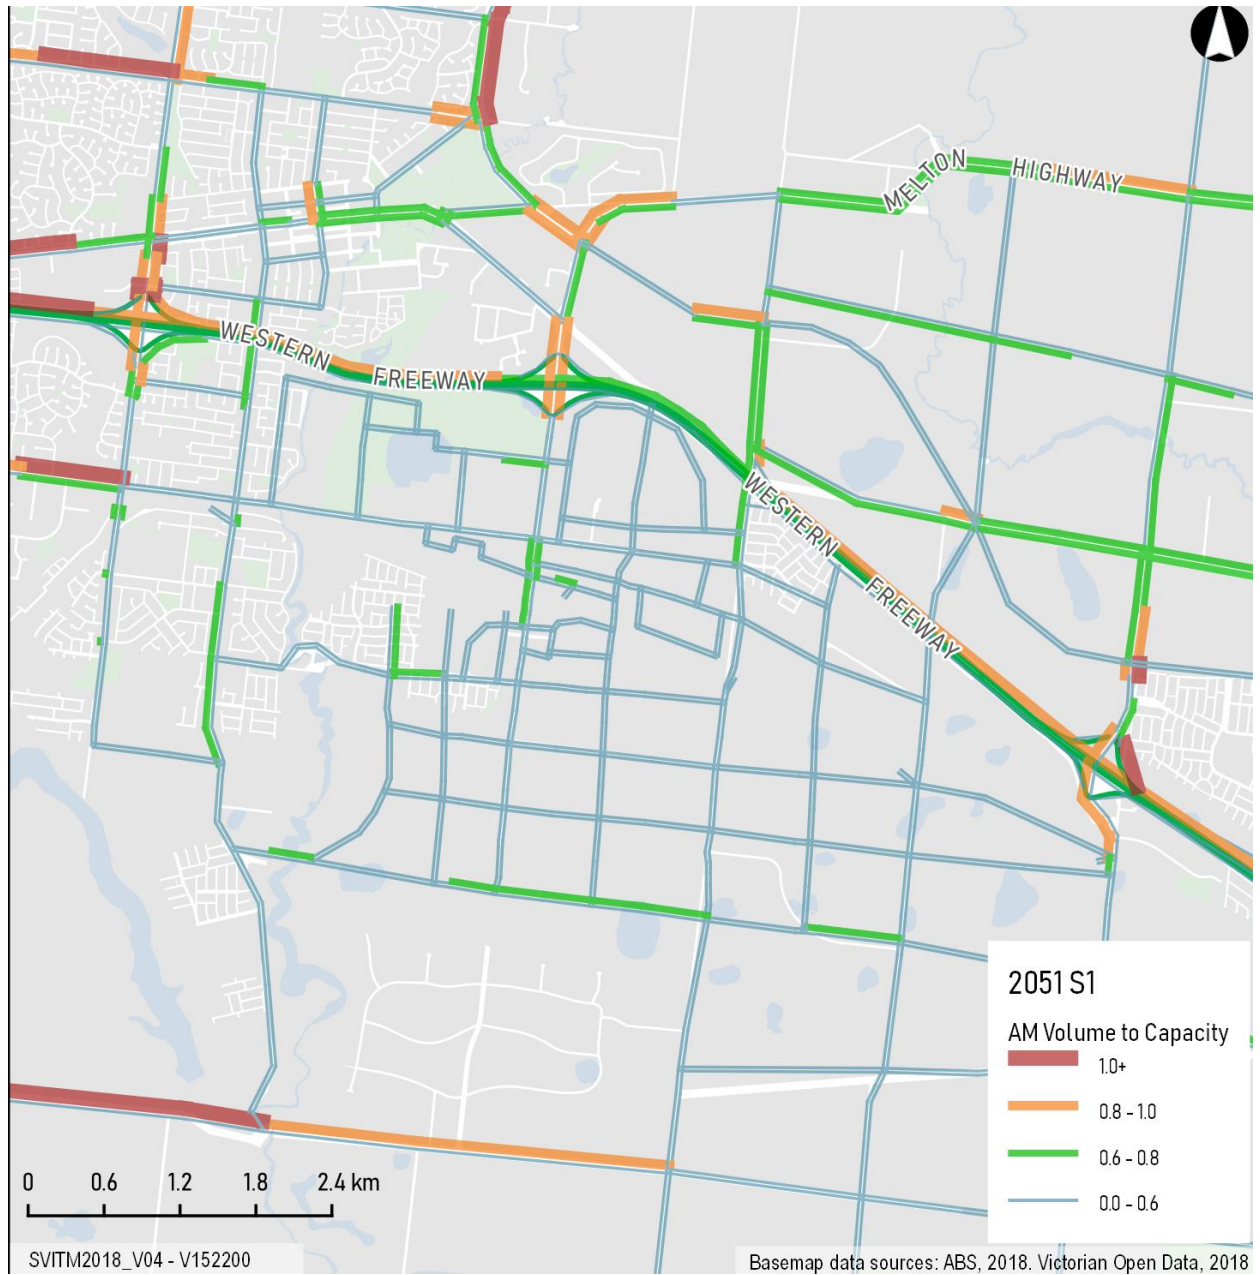 MELTON HIGHWAY
WESTERN FREEWAY
WESTERN FREEWAY
2051 S1
AM Volume to Capacity
1.0+
0.8 - 1.0
0.6 - 0.8
0.0 - 0.6
0 0.6 1.2 1.8 2.4 km
SVITM2018_V04 - V152200
Basemap data sources: ABS, 2018. Victorian Open Data, 2018